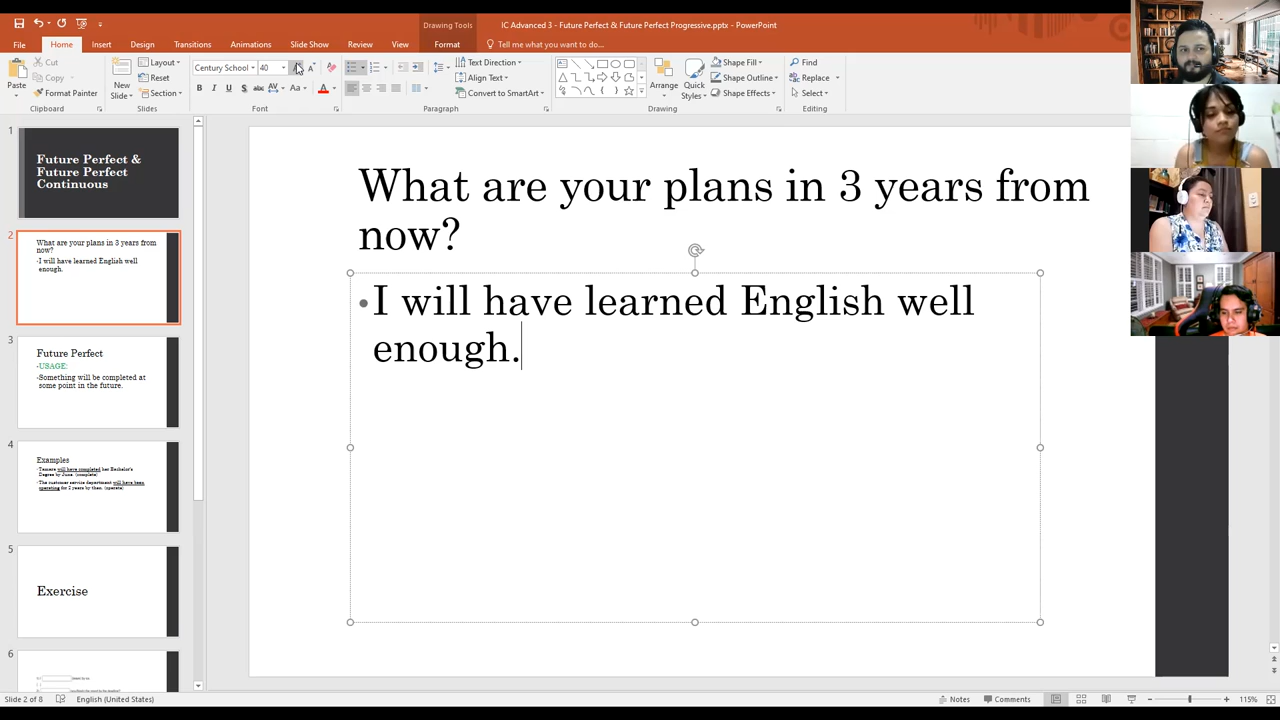 Drawing Tools
IC Advanced 3 - Future Perfect & Future Perfect Progressive.pptx - PowerPoint
File Home Insert Design Transitions Animations Slide Show Review View Format Tell me what you want to do...
Paste
Cut
Copy
Format Painter
Clipboard
New Slide
Layout
Reset
Section
Slides
Century School 40
B I U S abc AV Aa A
Font
Text Direction
Align Text
Convert to SmartArt
Paragraph
Arrange
Quick Styles
Shape Fill
Shape Outline
Shape Effects
Drawing
Find
Replace
Select
Editing
1
Future Perfect &
Future Perfect
Continuous
2
What are your plans in 3 years from
now?
•I will have learned English well
enough.
3
Future Perfect
•USAGE:
•Something will be completed at
some point in the future.
4
Examples
will have completed her Bachelor's
Degree by June. (complete)
• The customer service department will have been
operating for 2 years by then. (operate)
5
Exercise
6
What are your plans in 3 years from
now?
•I will have learned English well
enough.
Slide 2 of 8 English (United States) Notes Comments 115%